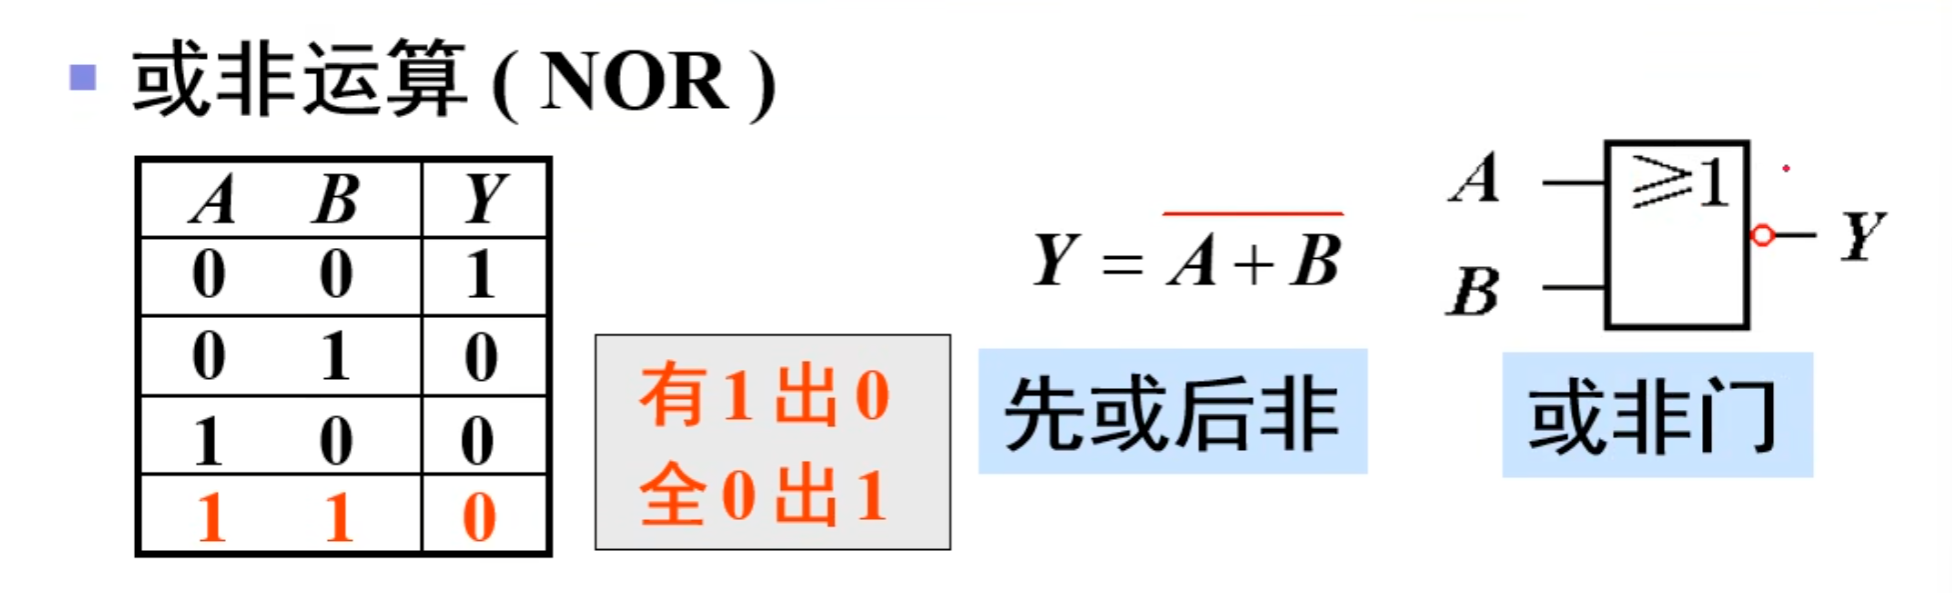 或非运算 ( NOR )
A B Y
0 0 1
0 1 0
1 0 0
1 1 0
有 1 出 0
全 0 出 1
Y = \overline{A + B}
先或后非
A
B
≥1
Y
或非门